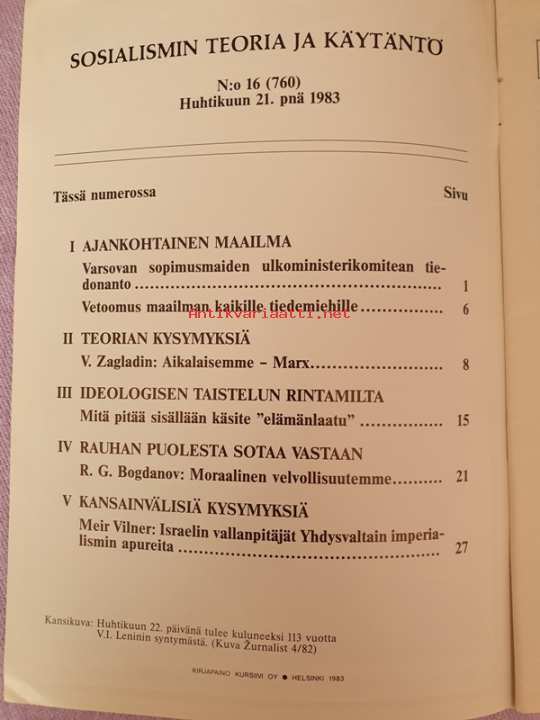 SOSIALISMIN TEORIA JA KÄYTÄNTÖ
N:o 16 (760)
Huhtikuun 21. pnä 1983
Tässä numerossa Sivu
I AJANKOHTAINEN MAAILMA
Varsovan sopimusmaiden ulkoministerikomitean tie-
donanto ........................................ 1
Vetoomus maailman kaikille tiedemiehille .................... 6
Antikvariaatti.net
II TEORIAN KYSYMYKSIÄ
V. Zagladin: Aikalaisemme – Marx............................ 8
III IDEOLOGISEN TAISTELUN RINTAMILTA
Mitä pitää sisällään käsite ”elämänlaatu” ................. 15
IV RAUHAN PUOLESTA SOTAA VASTAAN
R. G. Bogdanov: Moraalinen velvollisuutemme.......... 21
V KANSAINVÄLISIÄ KYSYMYKSIÄ
Meir Vilner: Israelin vallanpitäjät Yhdysvaltain imperia-
lismin apureita ................................................ 27
Kansikuva: Huhtikuun 22. päivänä tulee kuluneeksi 113 vuotta
V.I. Leninin syntymästä. (Kuva Žurnalist 4/82)
KIRJAPAINO KURSIIVI OY ● HELSINKI 1983